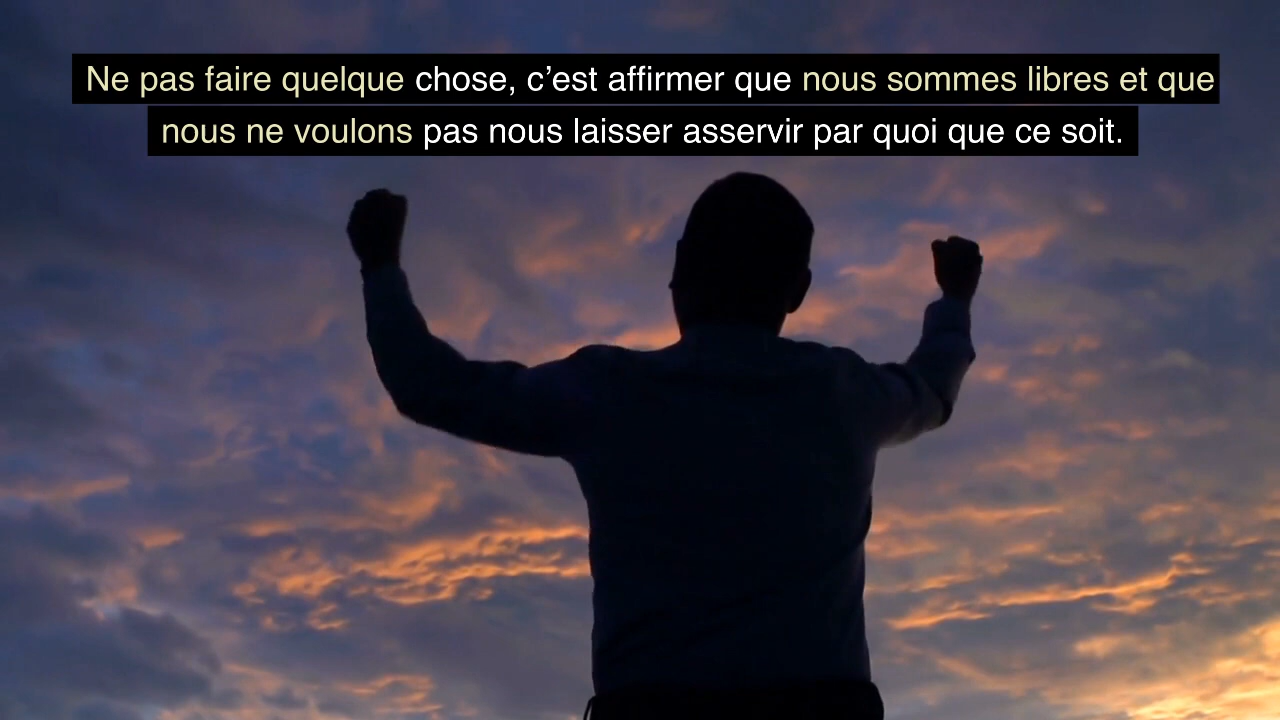 Ne pas faire quelque chose, c’est affirmer que nous sommes libres et que
nous ne voulons pas nous laisser asservir par quoi que ce soit.